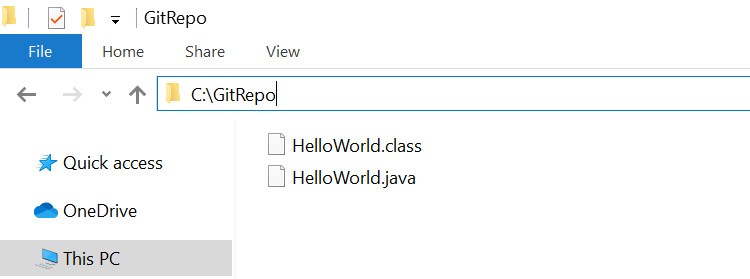 GitRepo
File Home Share View
C:\GitRepo
HelloWorld.class
HelloWorld.java
Quick access
OneDrive
This PC